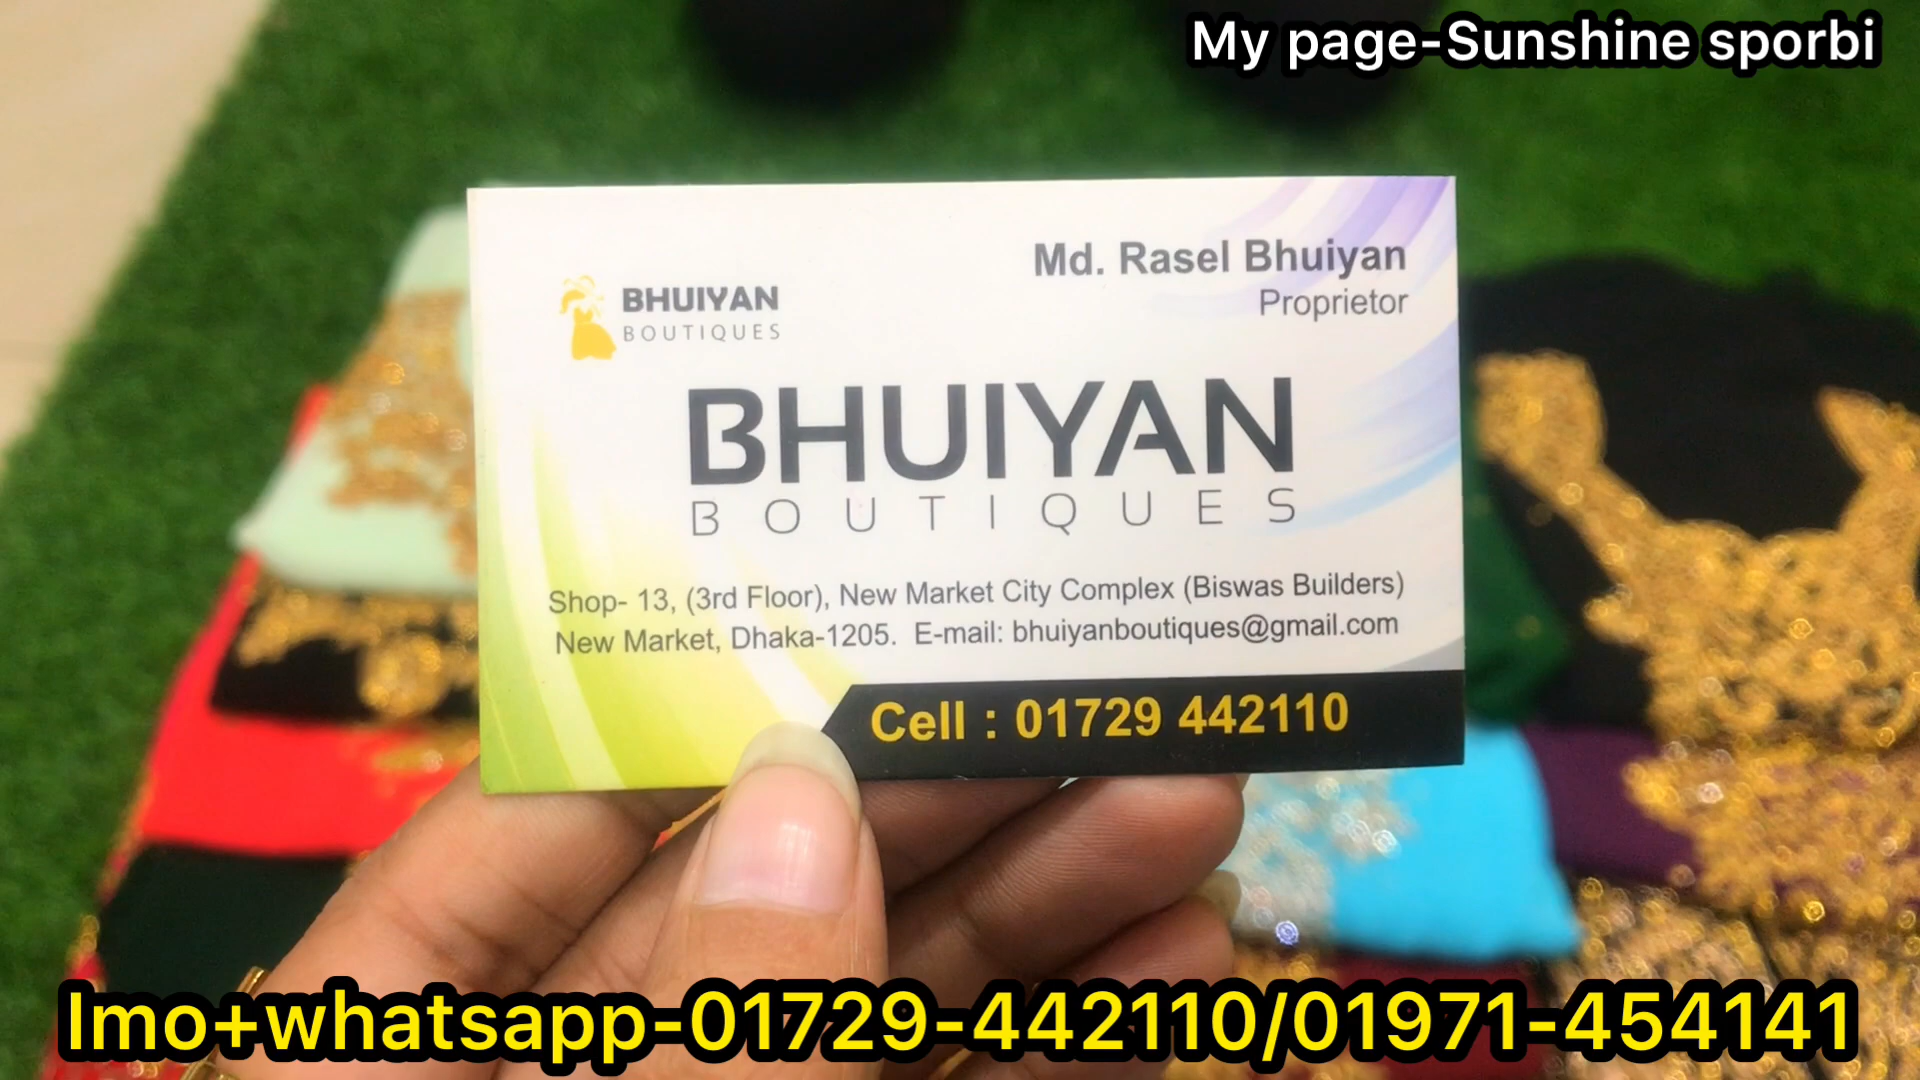 My page-Sunshine sporbi
Md. Rasel Bhuiyan
Proprietor
BHUIYAN
BOUTIQUES
BHUIYAN
BOUTIQUES
Shop- 13, (3rd Floor), New Market City Complex (Biswas Builders)
New Market, Dhaka-1205. E-mail: bhuiyanboutiques@gmail.com
Cell : 01729 442110
Imo+whatsapp-01729-442110/01971-454141